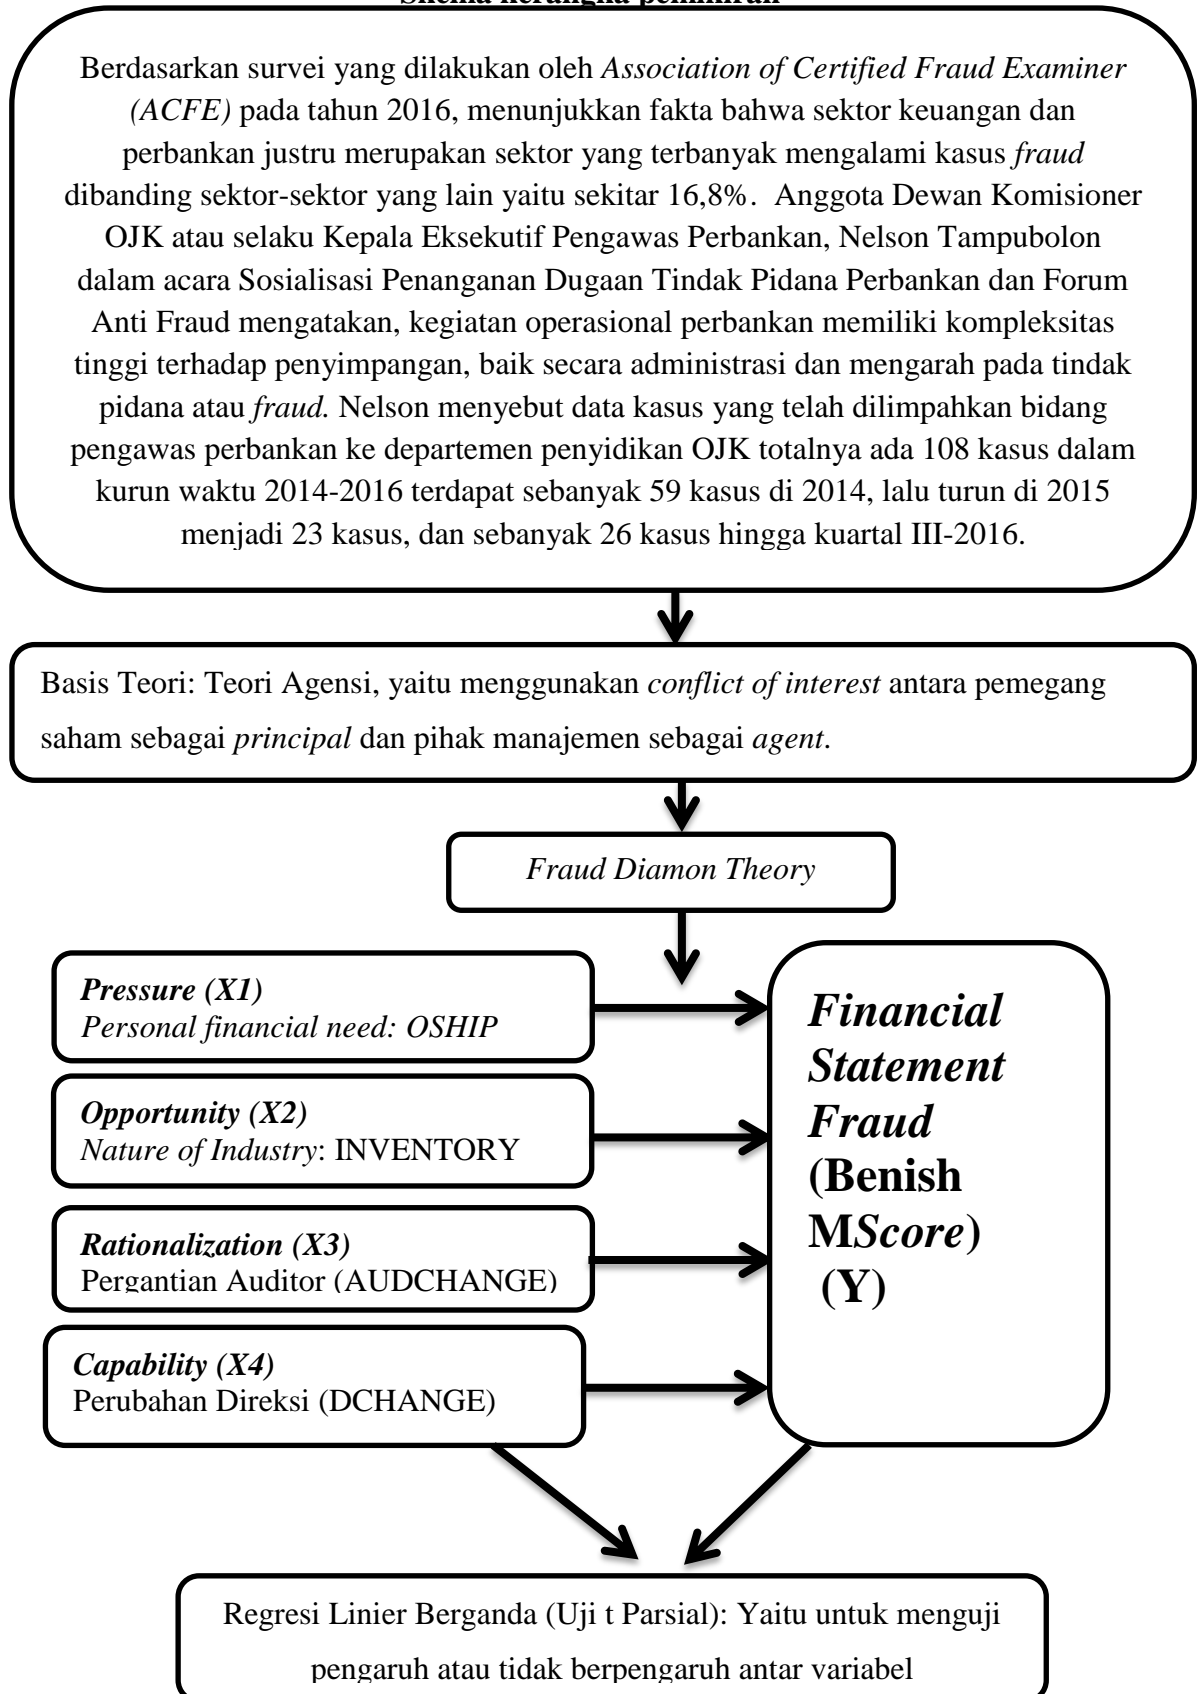 Skema kerangka pemikiran
Berdasarkan survei yang dilakukan oleh Association of Certified Fraud Examiner
(ACFE) pada tahun 2016, menunjukkan fakta bahwa sektor keuangan dan
perbankan justru merupakan sektor yang terbanyak mengalami kasus fraud
dibanding sektor-sektor yang lain yaitu sekitar 16,8%. Anggota Dewan Komisioner
OJK atau selaku Kepala Eksekutif Pengawas Perbankan, Nelson Tampubolon
dalam acara Sosialisasi Penanganan Dugaan Tindak Pidana Perbankan dan Forum
Anti Fraud mengatakan, kegiatan operasional perbankan memiliki kompleksitas
tinggi terhadap penyimpangan, baik secara administrasi dan mengarah pada tindak
pidana atau fraud. Nelson menyebut data kasus yang telah dilimpahkan bidang
pengawas perbankan ke departemen penyidikan OJK totalnya ada 108 kasus dalam
kurun waktu 2014-2016 terdapat sebanyak 59 kasus di 2014, lalu turun di 2015
menjadi 23 kasus, dan sebanyak 26 kasus hingga kuartal III-2016.
Basis Teori: Teori Agensi, yaitu menggunakan conflict of interest antara pemegang
saham sebagai principal dan pihak manajemen sebagai agent.
Fraud Diamon Theory
Pressure (X1)
Personal financial need: OSHIP
Opportunity (X2)
Nature of Industry: INVENTORY
Rationalization (X3)
Pergantian Auditor (AUDCHANGE)
Capability (X4)
Perubahan Direksi (DCHANGE)
Financial
Statement
Fraud
(Benish
MScore)
(Y)
Regresi Linier Berganda (Uji t Parsial): Yaitu untuk menguji
pengaruh atau tidak berpengaruh antar variabel